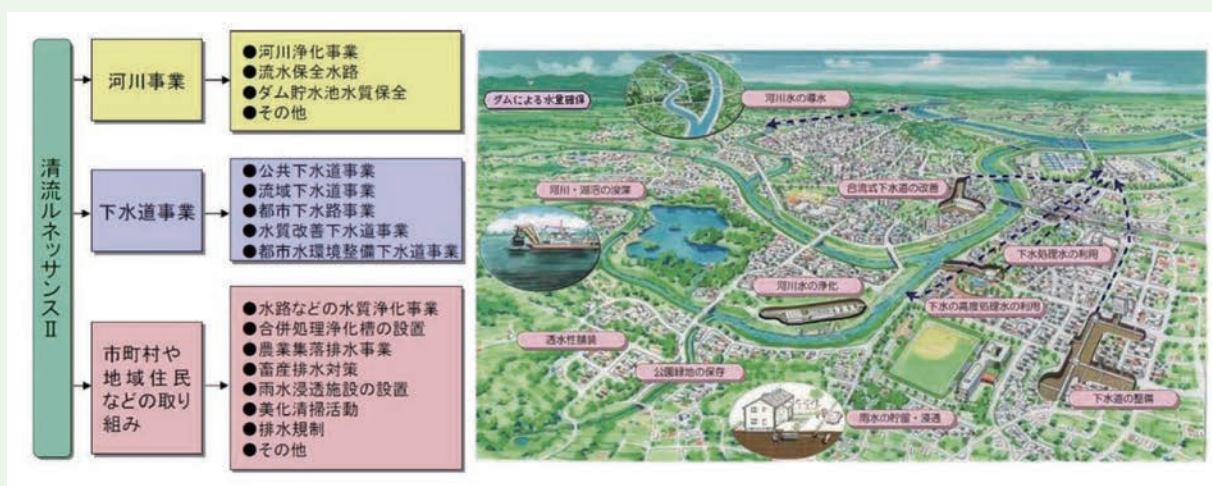 清流ルネッサンスⅡ
河川事業
●河川浄化事業
●流水保全水路
●ダム貯水池水質保全
●その他
下水道事業
●公共下水道事業
●流域下水道事業
●都市下水路事業
●水質改善下水道事業
●都市水環境整備下水道事業
市町村や
地域住民
などの取り
組み
●水路などの水質浄化事業
●合併処理浄化槽の設置
●農業集落排水事業
●畜産排水対策
●雨水浸透施設の設置
●美化清掃活動
●排水規制
●その他
ダムによる水量確保
河川水の導水
河川・湖沼の浚渫
合流式下水道の改善
下水処理水の利用
河川水の浄化
下水の高度処理水の利用
透水性舗装
公園緑地の保存
下水道の整備
雨水の貯留・浸透